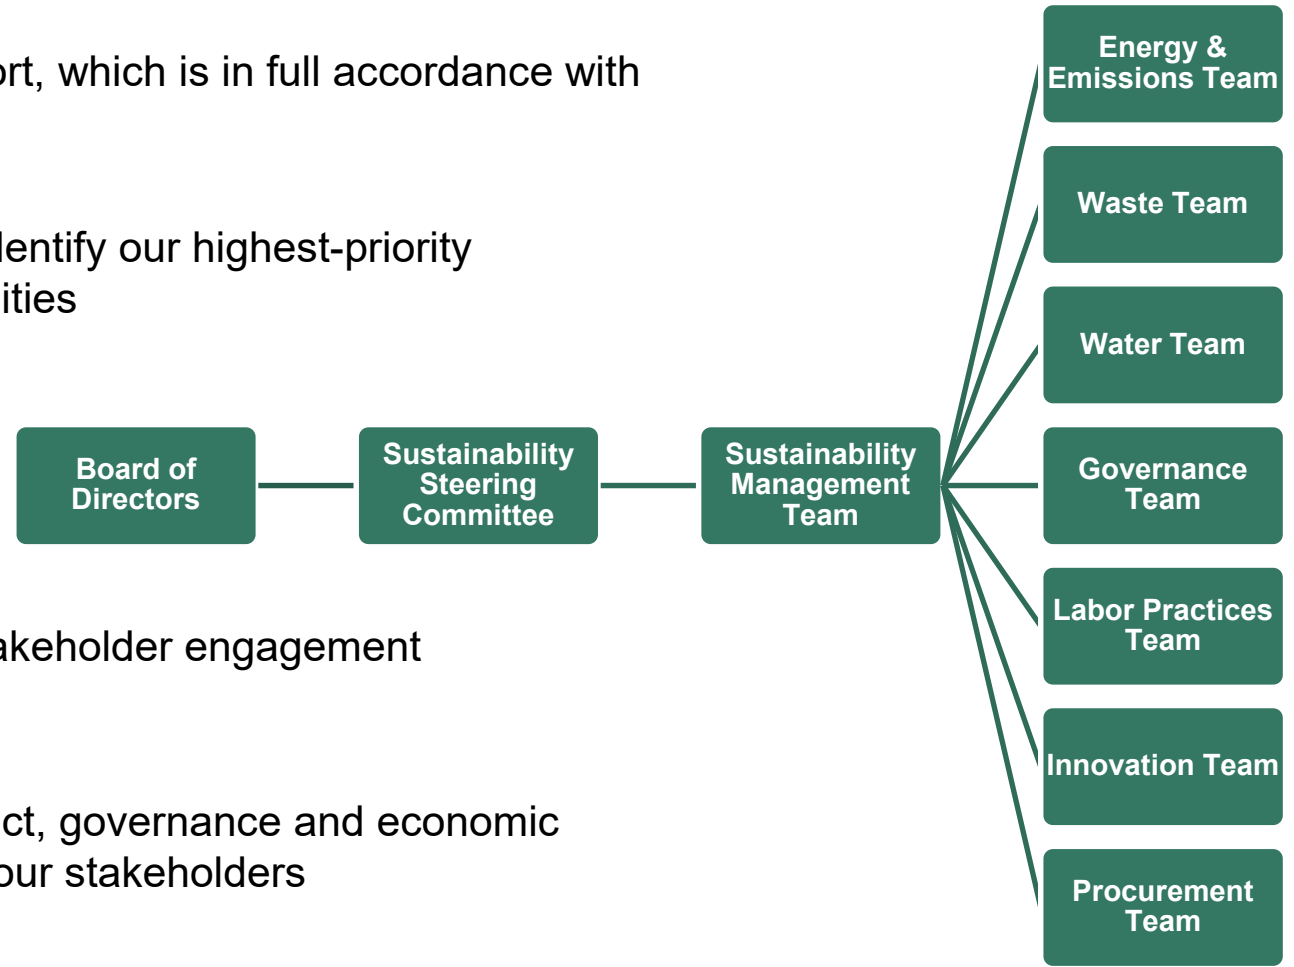 ort, which is in full accordance with
dentify our highest-priority
ities
akeholder engagement
ct, governance and economic
our stakeholders
Board of
Directors
Sustainability
Steering
Committee
Sustainability
Management
Team
Energy &
Emissions Team
Waste Team
Water Team
Governance
Team
Labor Practices
Team
Innovation Team
Procurement
Team